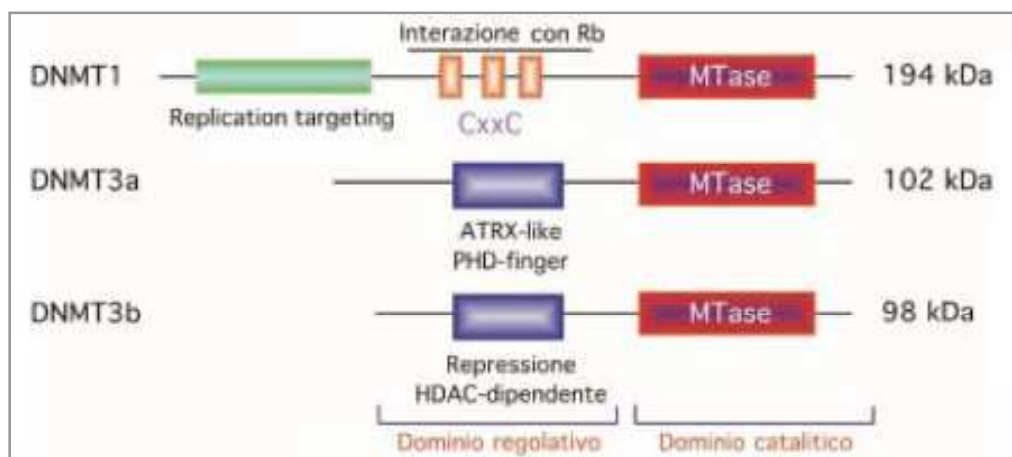 Interazione con Rb
DNMT1
MTase
194 kDa
Replication targeting
CxxC
DNMT3a
MTase
102 kDa
ATRX-like
PHD-finger
DNMT3b
MTase
98 kDa
Repressione
HDAC-dipendente
Dominio regolativo
Dominio catalitico